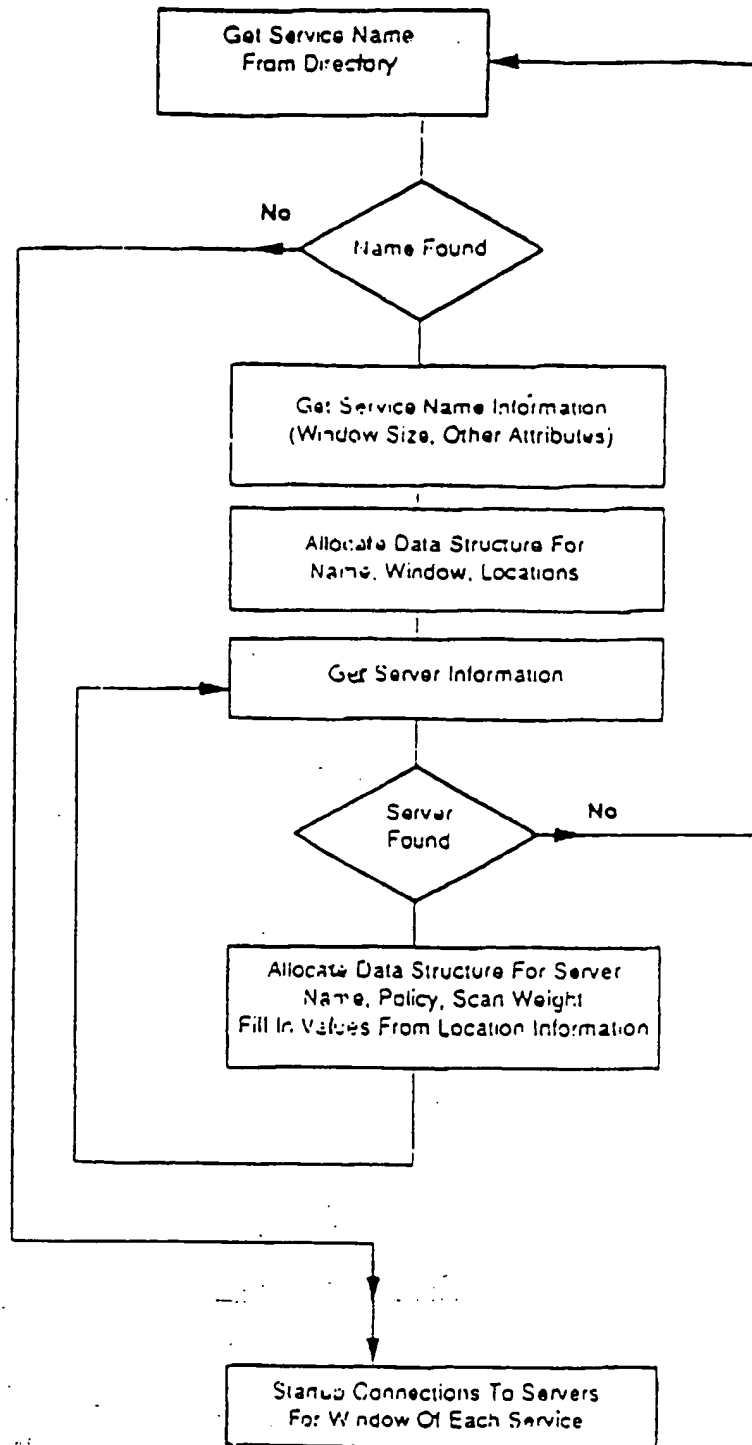 Get Service Name
From Directory
No
Name Found
Get Service Name Information
(Window Size, Other Attributes)
Allocate Data Structure For
Name, Window, Locations
Get Server Information
Server
Found
No
Allocate Data Structure For Server
Name, Policy, Scan Weight
Fill In Values From Location Information
Startup Connections To Servers
For Window Of Each Service